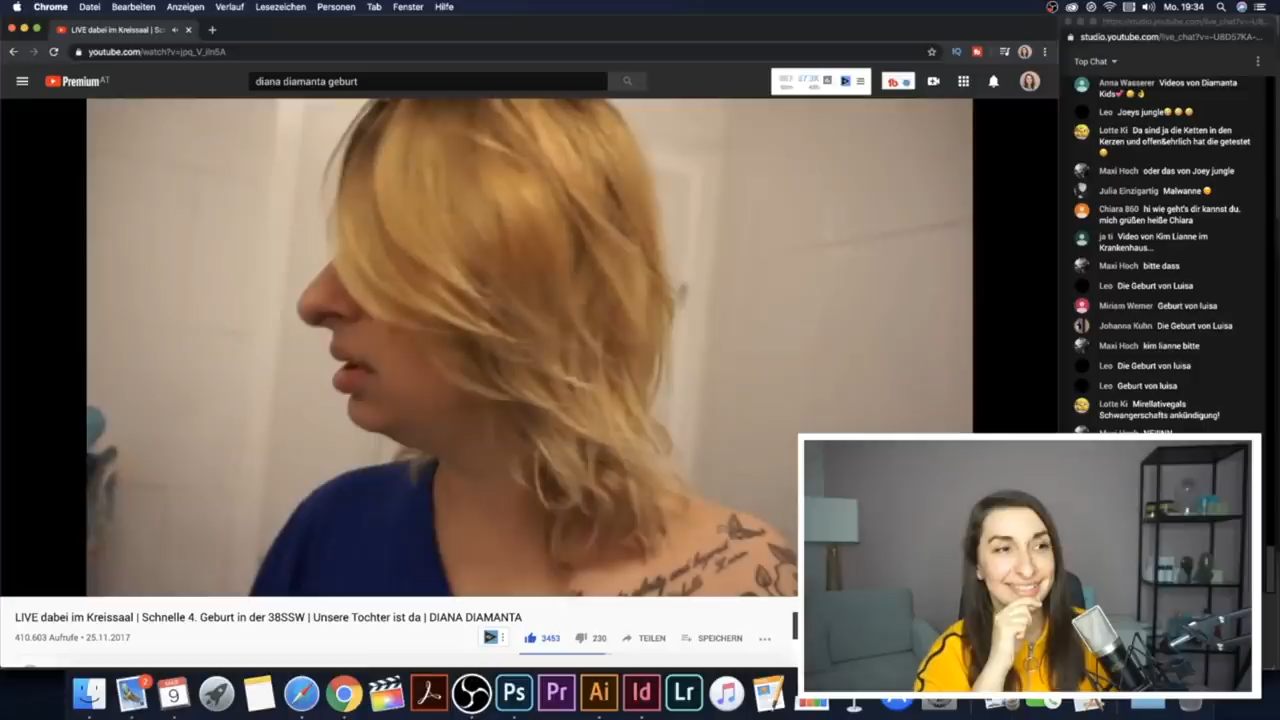 Chrome Datei Bearbeiten Anzeigen Verlauf Lesezeichen Personen Tab Fenster Hilfe
Mo. 19:34
LIVE dabei im Kreissaal | Sc
youtube.com/watch?v=jpq_V_iln5A
Premium AT
diana diamanta geburt
studio.youtube.com/live_chat?v=-U8D57KA-...
Top Chat
Anna Wasserer Videos von Diamanta
Kids💕😂👌
Leo Joeys jungle😂😂😂
Lotte Ki Da sind ja die Ketten in den
Kerzen und offen&ehrlich hat die getestet
😂
Maxi Hoch oder das von Joey jungle
Julia Einzigartig Malwanne
Chiara 860 hi wie geht's dir kannst du.
mich grüßen heiße Chiara
ja ti Video von Kim Lianne im
Krankenhaus...
Maxi Hoch bitte dass
Leo Die Geburt von Luisa
Miriam Werner Geburt von luisa
Johanna Kuhn Die Geburt von Luisa
Maxi Hoch kim lianne bitte
Leo Die Geburt von luisa
Leo Geburt von luisa
Lotte Ki Mirellativegals
Schwangerschafts ankündigung!
LIVE dabei im Kreissaal | Schnelle 4. Geburt in der 38SSW | Unsere Tochter ist da | DIANA DIAMANTA
410.603 Aufrufe • 25.11.2017
3453 230 TEILEN SPEICHERN
2
9
Ps Pr Ai Id Lr